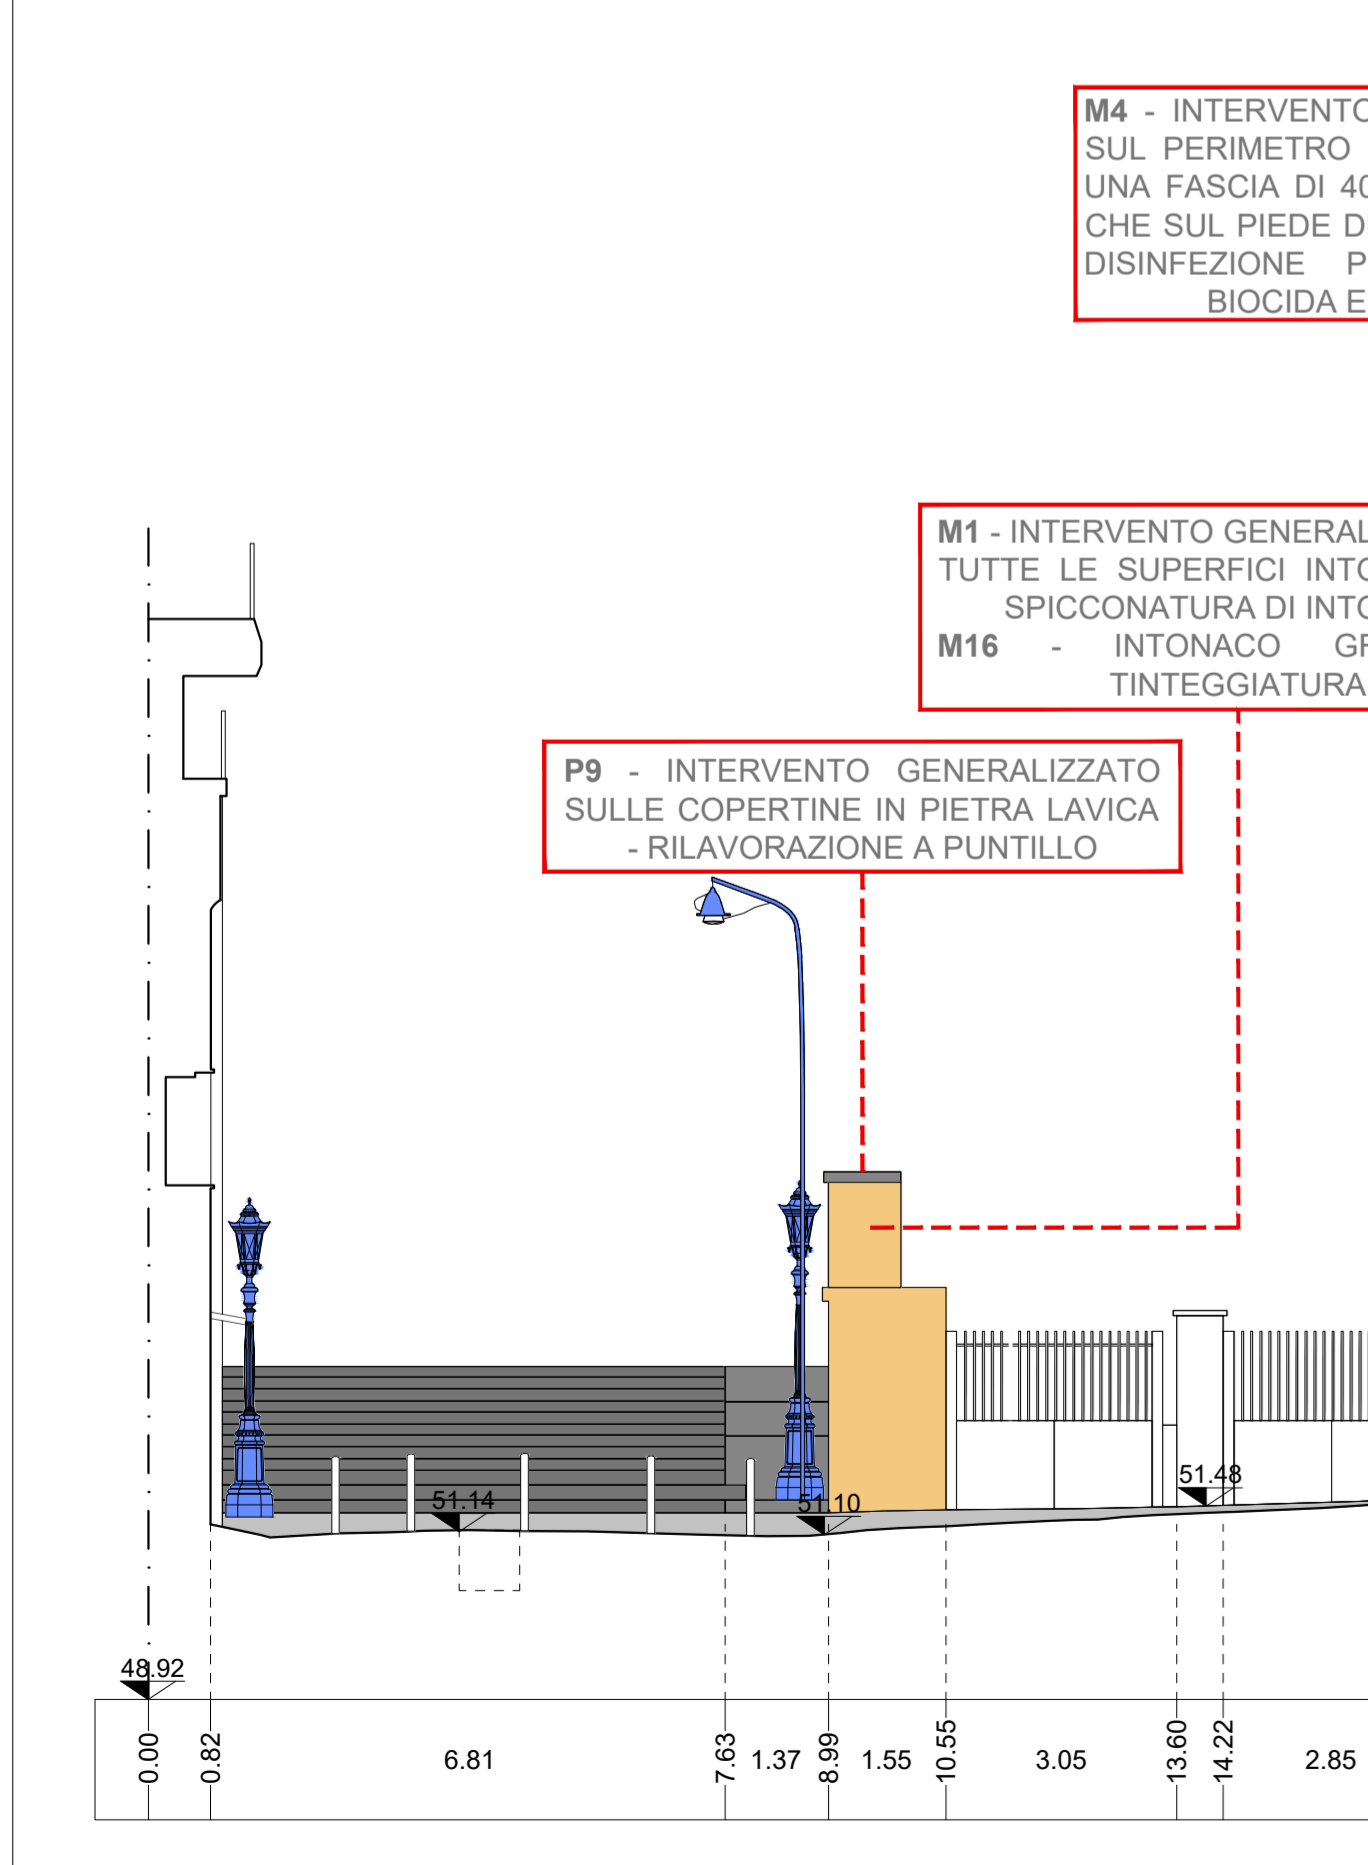 M4 - INTERVENTO
SUL PERIMETRO
UNA FASCIA DI 40
CHE SUL PIEDE
DISINFEZIONE
BIOCIDA E
M1 - INTERVENTO
TUTTE LE SUPERFICI
SPICCONATURA DI
M16 - INTONACO
TINTEGGIATURA
P9 - INTERVENTO GENERALIZZATO
SULLE COPERTINE IN PIETRA LAVICA
- RILAVORAZIONE A PUNTILLO
51.48
51.14
51.10
48.92
0.00 0.82 6.81 7.63 1.37 8.99 1.55 10.55 3.05 13.60 14.22 2.85